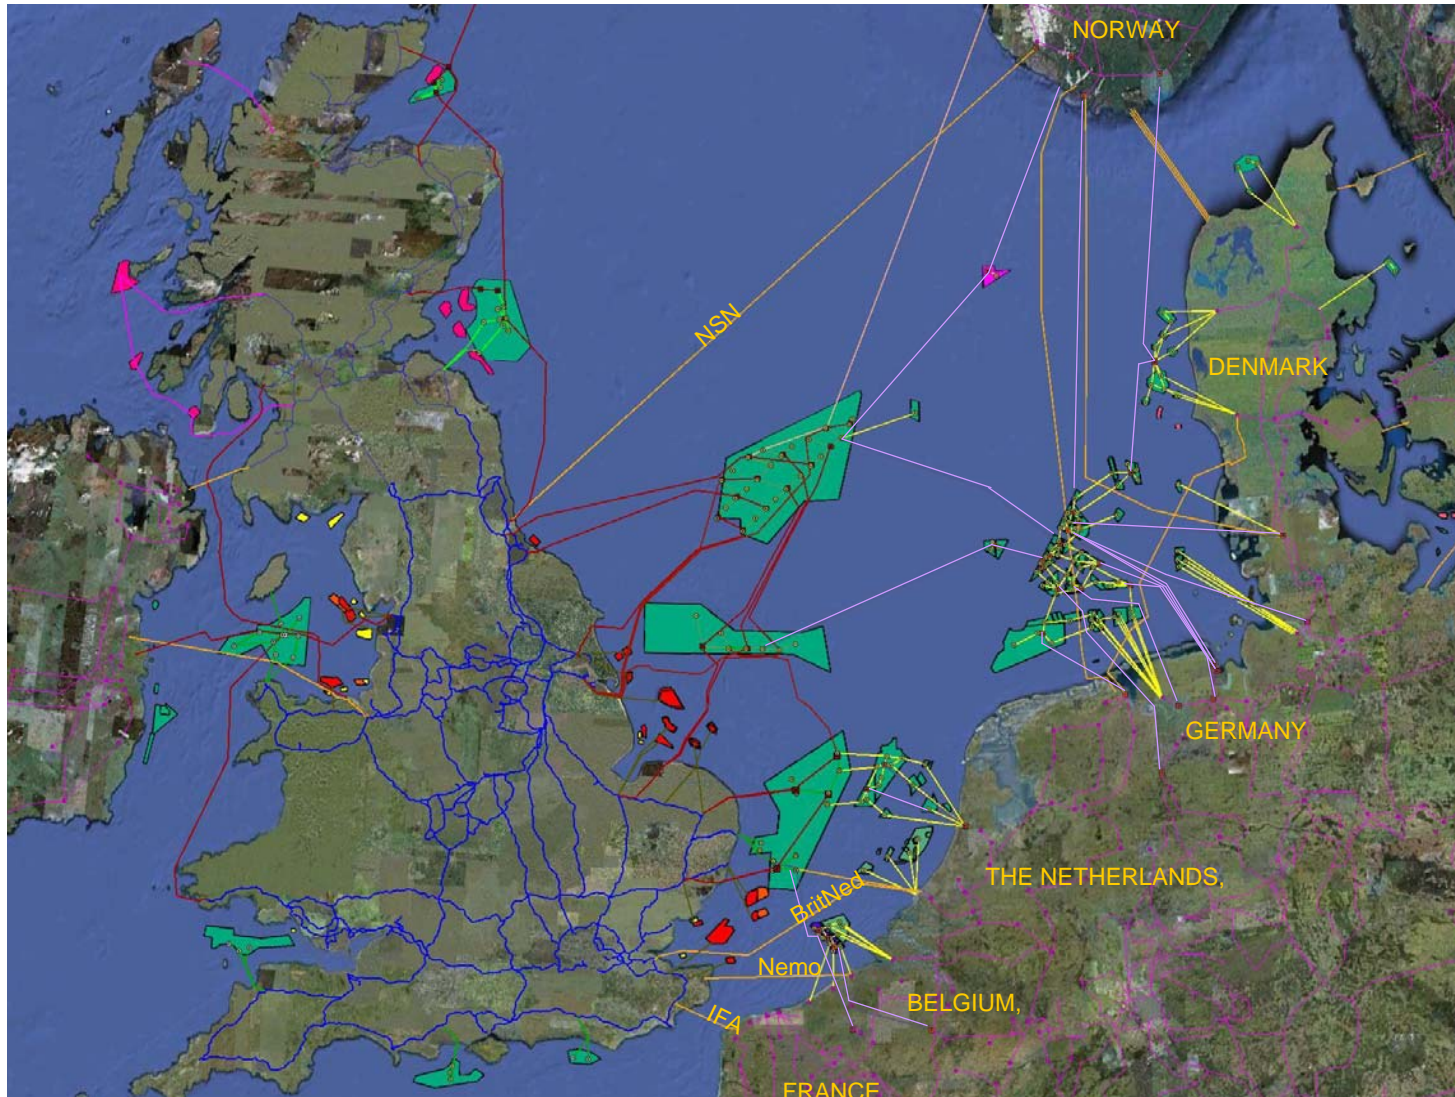 NORWAY
NSN
DENMARK
GERMANY
THE NETHERLANDS,
BritNed
Nemo
BELGIUM,
IFA
FRANCE